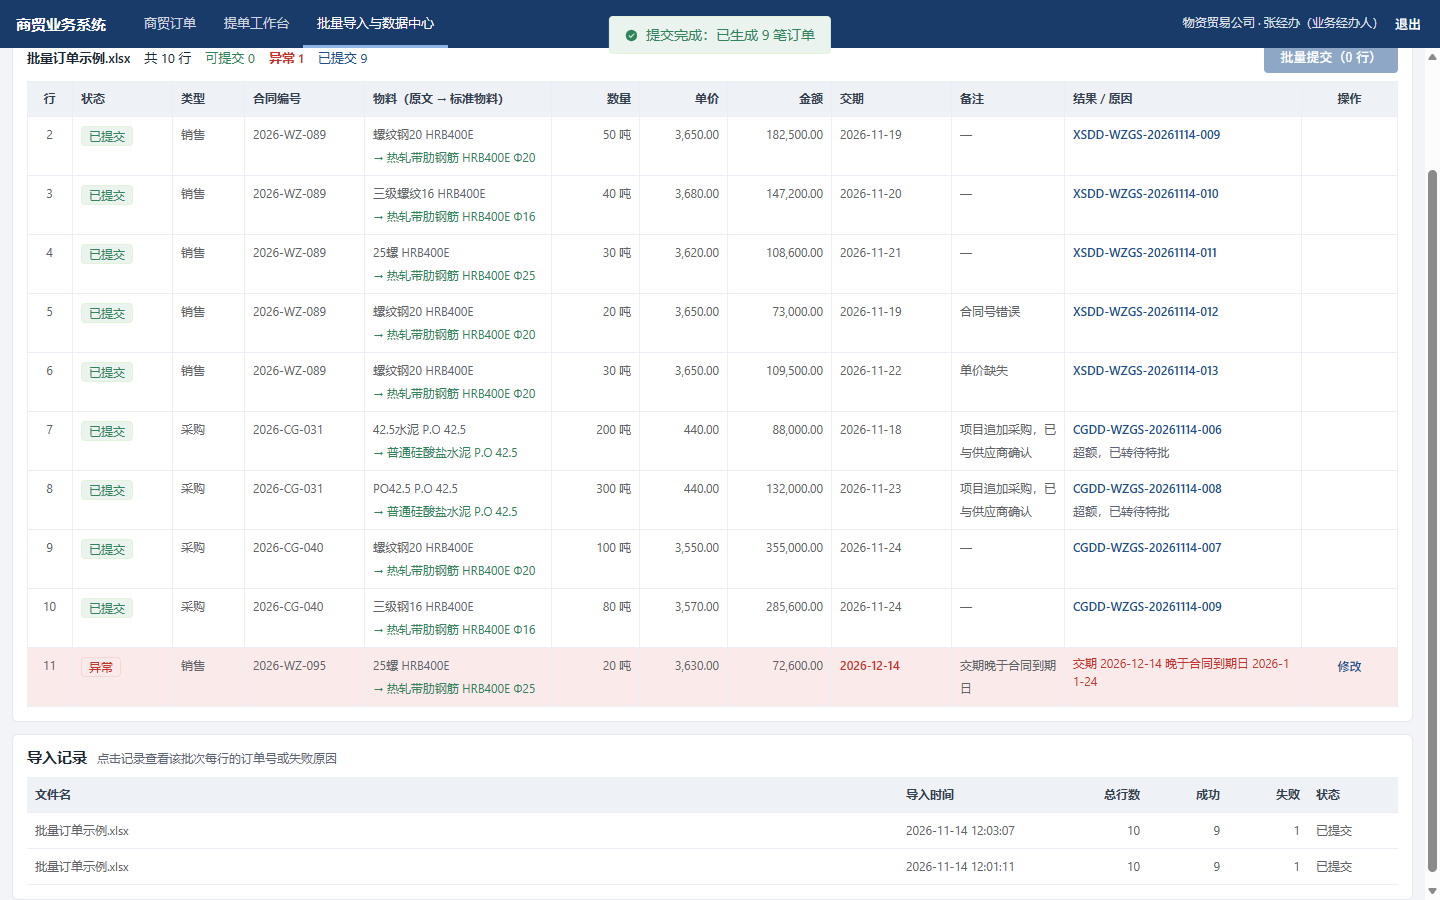 商贸业务系统 商贸订单 提单工作台 批量导入与数据中心 物资贸易公司 · 张经办（业务经办人） 退出
提交完成：已生成 9 笔订单
批量订单示例.xlsx 共 10 行 可提交 0 异常 1 已提交 9 批量提交（0 行）
行 状态 类型 合同编号 物料（原文 → 标准物料） 数量 单价 金额 交期 备注 结果 / 原因 操作
2 已提交 销售 2026-WZ-089 螺纹钢20 HRB400E 50 吨 3,650.00 182,500.00 2026-11-19 — XSDD-WZGS-20261114-009
→ 热轧带肋钢筋 HRB400E Φ20
3 已提交 销售 2026-WZ-089 三级螺纹16 HRB400E 40 吨 3,680.00 147,200.00 2026-11-20 — XSDD-WZGS-20261114-010
→ 热轧带肋钢筋 HRB400E Φ16
4 已提交 销售 2026-WZ-089 25螺 HRB400E 30 吨 3,620.00 108,600.00 2026-11-21 — XSDD-WZGS-20261114-011
→ 热轧带肋钢筋 HRB400E Φ25
5 已提交 销售 2026-WZ-089 螺纹钢20 HRB400E 20 吨 3,650.00 73,000.00 2026-11-19 合同号错误 XSDD-WZGS-20261114-012
→ 热轧带肋钢筋 HRB400E Φ20
6 已提交 销售 2026-WZ-089 螺纹钢20 HRB400E 30 吨 3,650.00 109,500.00 2026-11-22 单价缺失 XSDD-WZGS-20261114-013
→ 热轧带肋钢筋 HRB400E Φ20
7 已提交 采购 2026-CG-031 42.5水泥 P.O 42.5 200 吨 440.00 88,000.00 2026-11-18 项目追加采购，已 CGDD-WZGS-20261114-006
→ 普通硅酸盐水泥 P.O 42.5 与供应商确认 超额，已转待特批
8 已提交 采购 2026-CG-031 PO42.5 P.O 42.5 300 吨 440.00 132,000.00 2026-11-23 项目追加采购，已 CGDD-WZGS-20261114-008
→ 普通硅酸盐水泥 P.O 42.5 与供应商确认 超额，已转待特批
9 已提交 采购 2026-CG-040 螺纹钢20 HRB400E 100 吨 3,550.00 355,000.00 2026-11-24 — CGDD-WZGS-20261114-007
→ 热轧带肋钢筋 HRB400E Φ20
10 已提交 采购 2026-CG-040 三级钢16 HRB400E 80 吨 3,570.00 285,600.00 2026-11-24 — CGDD-WZGS-20261114-009
→ 热轧带肋钢筋 HRB400E Φ16
11 异常 销售 2026-WZ-095 25螺 HRB400E 20 吨 3,630.00 72,600.00 2026-12-14 交期晚于合同到期 交期 2026-12-14 晚于合同到期日 2026-1 修改
→ 热轧带肋钢筋 HRB400E Φ25 日 1-24
导入记录 点击记录查看该批次每行的订单号或失败原因
文件名 导入时间 总行数 成功 失败 状态
批量订单示例.xlsx 2026-11-14 12:03:07 10 9 1 已提交
批量订单示例.xlsx 2026-11-14 12:01:11 10 9 1 已提交